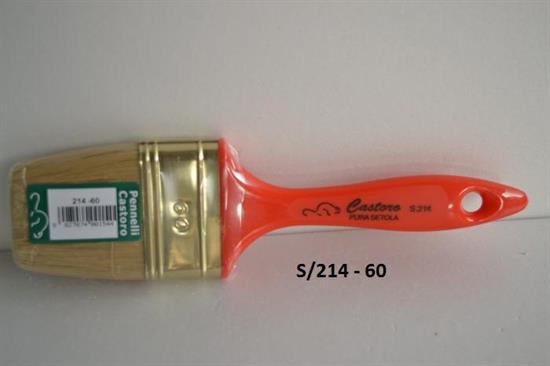 Pennelli
Castoro
214 -60
60
Castoro S.214
PURA SETOLA
S/214 - 60